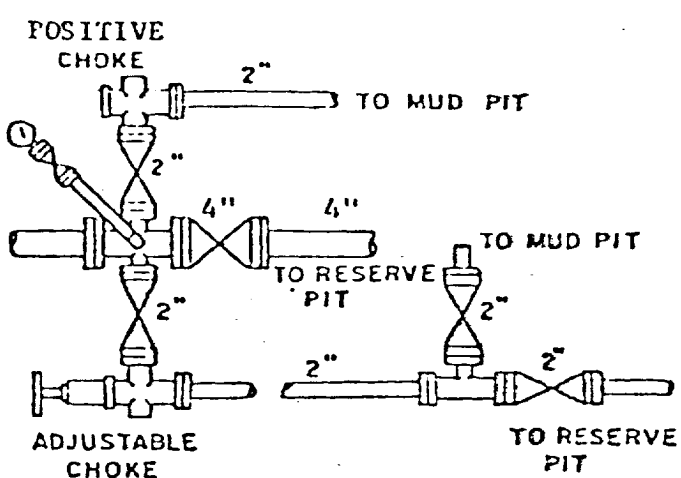 POSITIVE
CHOKE
2"
TO MUD PIT
2"
4"
4"
TO MUD PIT
TO RESERVE
PIT
2"
2"
2"
2"
ADJUSTABLE
CHOKE
TO RESERVE
PIT